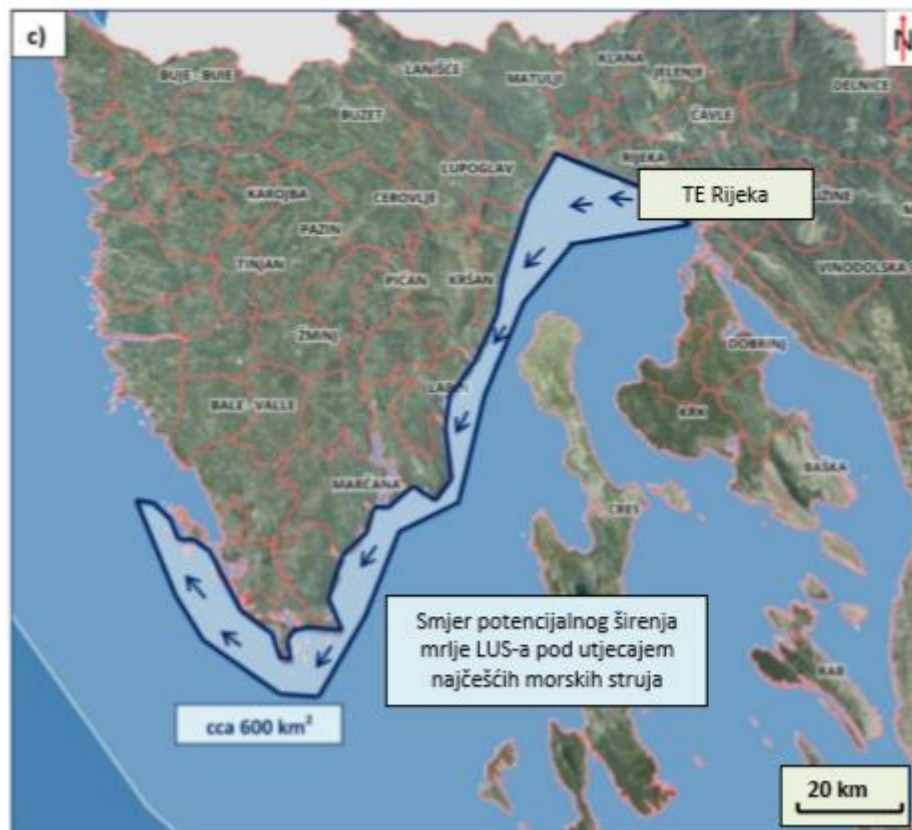 c)
N
LANIŠĆE
KLANA
MATULJI
JELENJE
DELNICE
BUJE - BUIE
BUZET
ČAVLE
RIJEKA
LUPOGLAV
TE Rijeka
KAROJBA
CEROVLJE
PAZIN
TINJAN
PIĆAN
KRŠAN
VINODOLSKA
ŽMINJ
DOBRINJ
LABIN
BALE - VALLE
KRK
MARČANA
BAŠKA
CRES
Smjer potencijalnog širenja
mrlje LUS-a pod utjecajem
najčešćih morskih struja
RAB
cca 600 km²
20 km